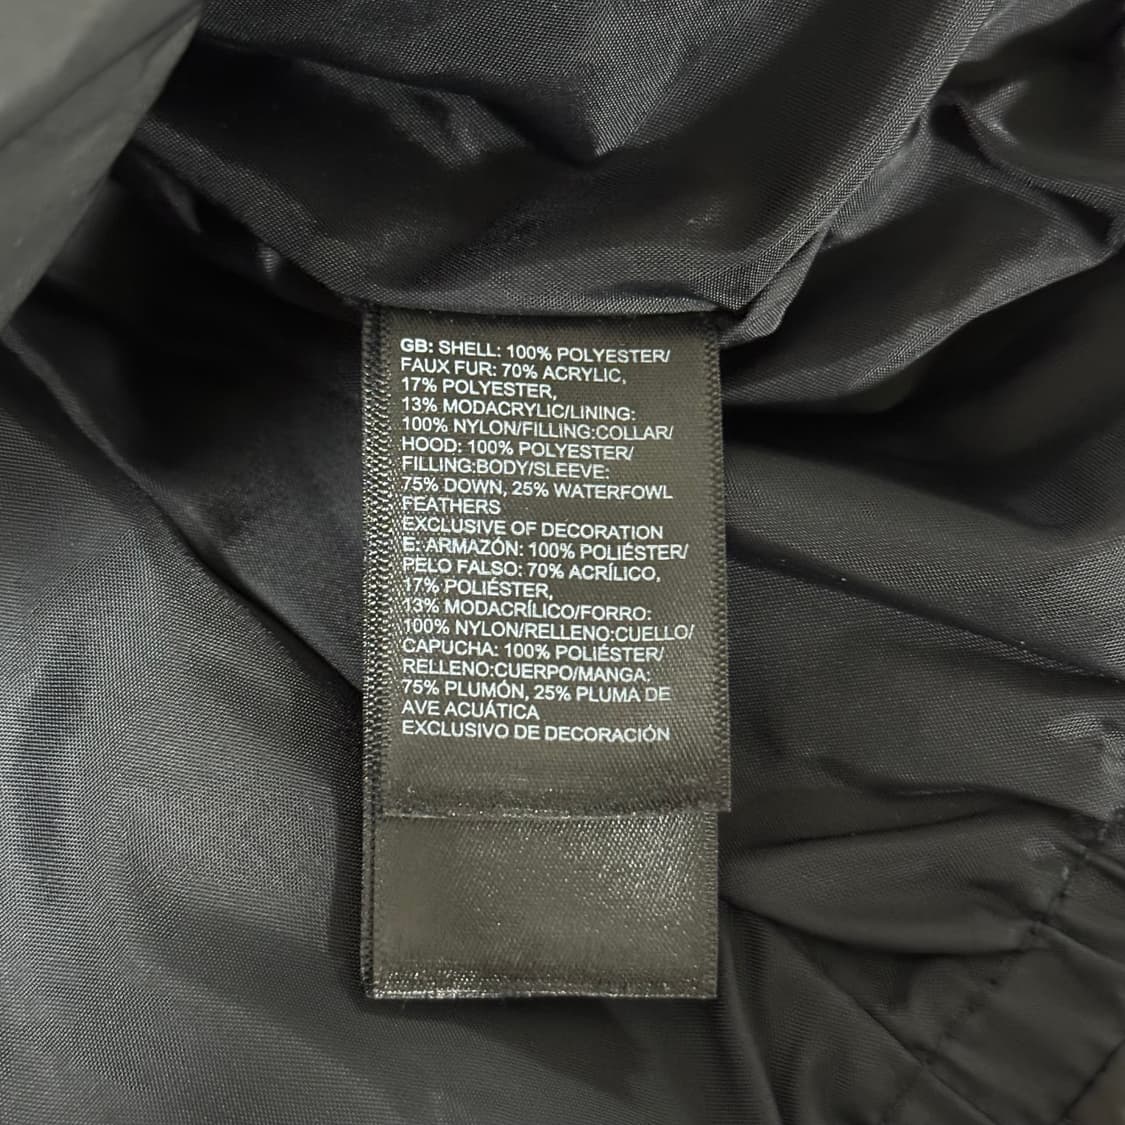 GB: SHELL: 100% POLYESTER/
FAUX FUR: 70% ACRYLIC,
17% POLYESTER,
13% MODACRYLIC/LINING:
100% NYLON/FILLING:COLLAR/
HOOD: 100% POLYESTER/
FILLING:BODY/SLEEVE:
75% DOWN, 25% WATERFOWL
FEATHERS
EXCLUSIVE OF DECORATION
E: ARMAZÓN: 100% POLIÉSTER/
PELO FALSO: 70% ACRÍLICO,
17% POLIÉSTER,
13% MODACRÍLICO/FORRO:
100% NYLON/RELLENO:CUELLO/
CAPUCHA: 100% POLIÉSTER/
RELLENO:CUERPO/MANGA:
75% PLUMÓN, 25% PLUMA DE
AVE ACUÁTICA
EXCLUSIVO DE DECORACIÓN